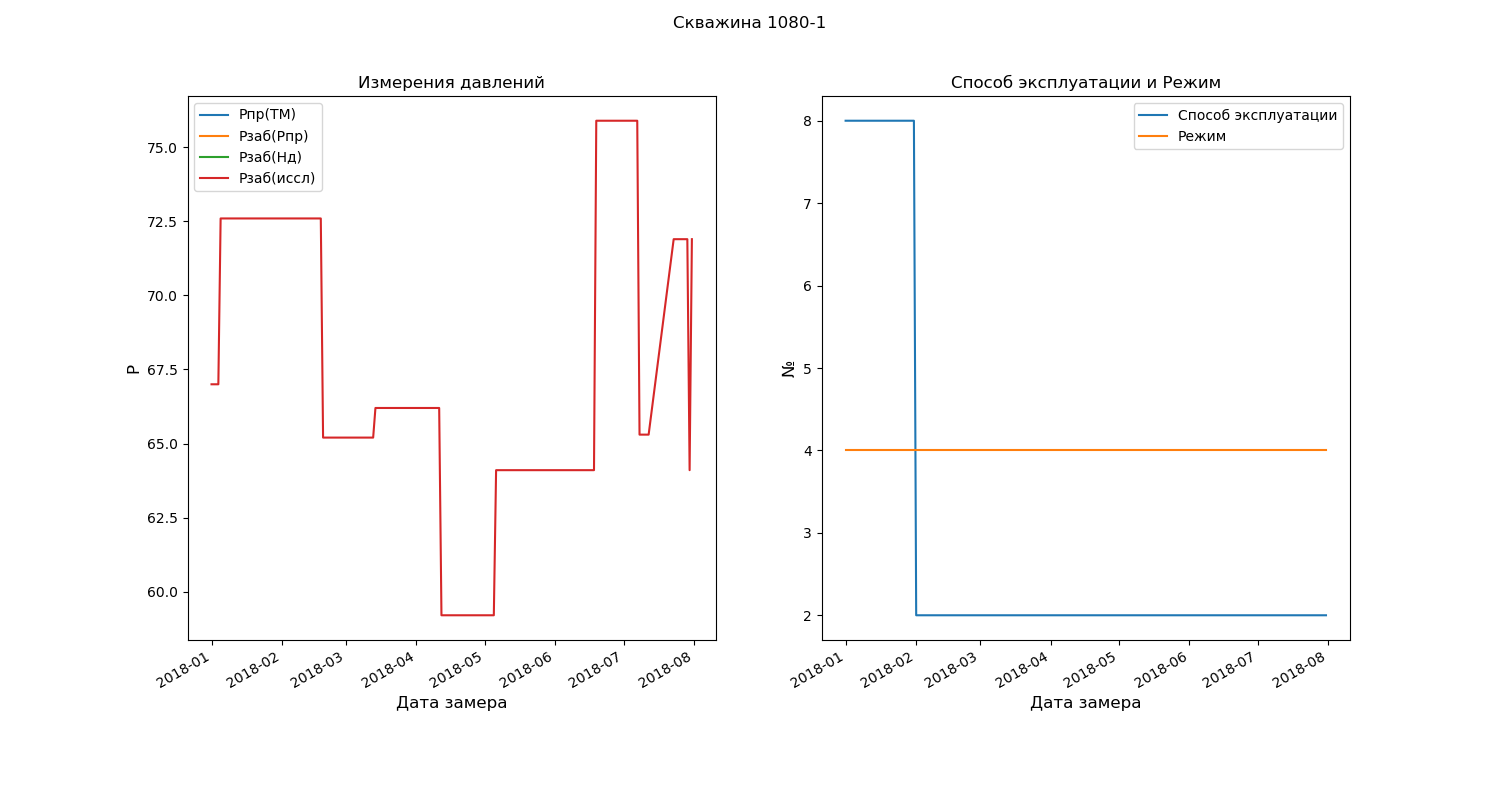 Скважина 1080-1
Измерения давлений
Рпр(ТМ)
Рзаб(Рпр)
Рзаб(Нд)
Рзаб(иссл)
75.0
72.5
70.0
67.5
65.0
62.5
60.0
Р
2018-01
2018-02
2018-03
2018-04
2018-05
2018-06
2018-07
2018-08
Дата замера
Способ эксплуатации и Режим
Способ эксплуатации
Режим
8
7
6
5
4
3
2
№
2018-01
2018-02
2018-03
2018-04
2018-05
2018-06
2018-07
2018-08
Дата замера